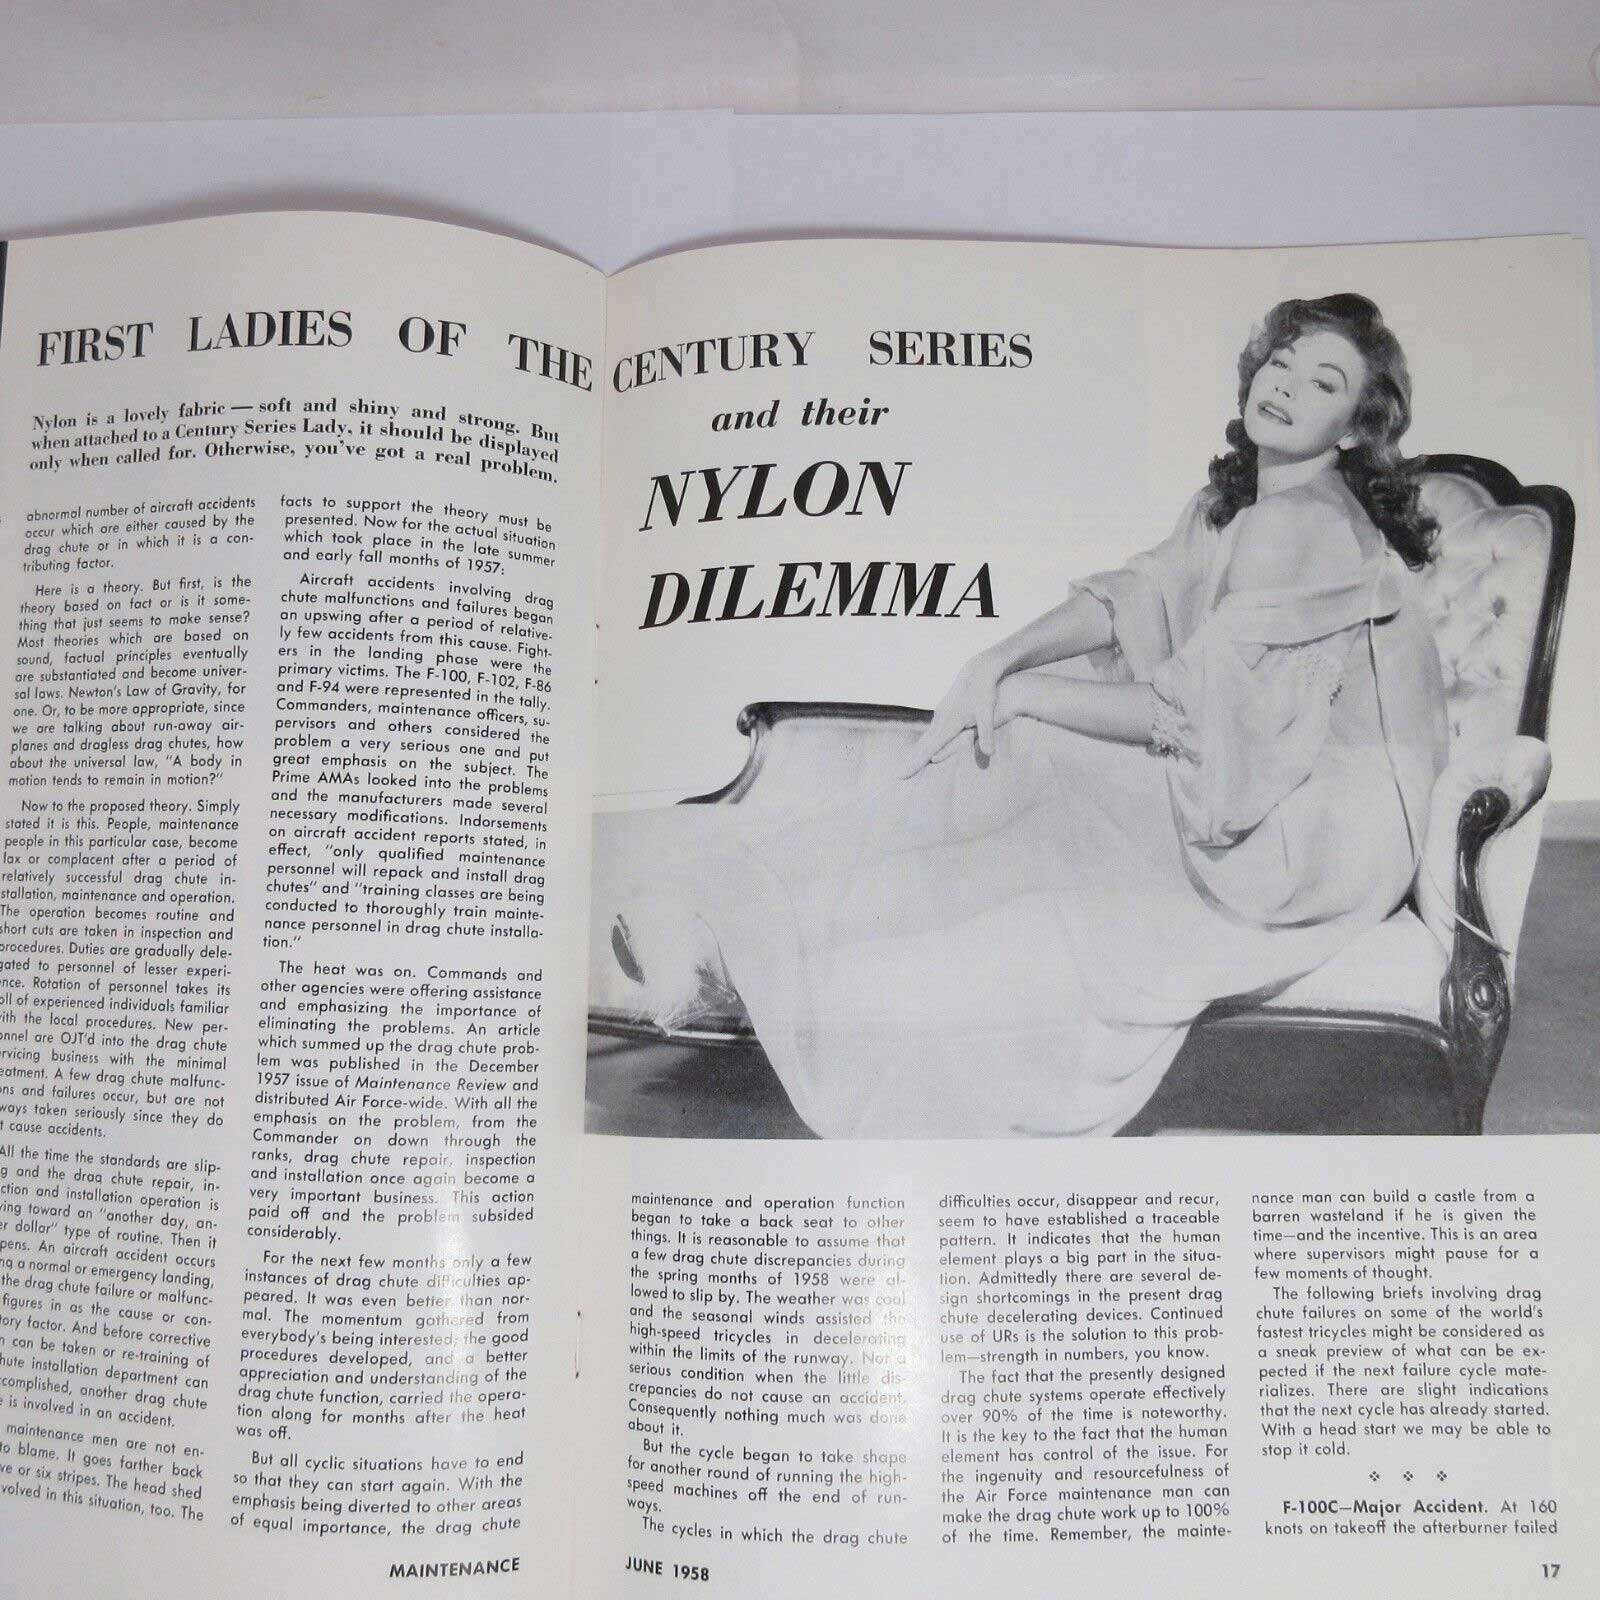 FIRST LADIES OF THE CENTURY SERIES
and their
NYLON
DILEMMA
Nylon is a lovely fabric — soft and shiny and strong. But
when attached to a Century Series Lady, it should be displayed
only when called for. Otherwise, you've got a real problem.
abnormal number of aircraft accidents
occur which are either caused by the
drag chute or in which it is a con-
tributing factor.
Here is a theory. But first, is the
theory based on fact or is it some-
thing that just seems to make sense?
Most theories which are based on
sound, factual principles eventually
are substantiated and become univer-
sal laws. Newton's Law of Gravity, for
one. Or, to be more appropriate, since
we are talking about run-away air-
planes and dragless drag chutes, how
about the universal law, "A body in
motion tends to remain in motion?"
Now to the proposed theory. Simply
stated it is this. People, maintenance
people in this particular case, become
lax or complacent after a period of
relatively successful drag chute in-
stallation, maintenance and operation.
The operation becomes routine and
short cuts are taken in inspection and
procedures. Duties are gradually dele-
gated to personnel of lesser experi-
ence. Rotation of personnel takes its
oll of experienced individuals familiar
with the local procedures. New per-
onnel are OJT'd into the drag chute
ervicing business with the minimal
eatment. A few drag chute malfunc-
ons and failures occur, but are not
ways taken seriously since they do
t cause accidents.
All the time the standards are slip-
g and the drag chute repair, in-
ction and installation operation is
ving toward an "another day, an-
er dollar" type of routine. Then it
pens. An aircraft accident occurs
ng a normal or emergency landing,
the drag chute failure or malfunc-
figures in as the cause or con-
tory factor. And before corrective
n can be taken or re-training of
hute installation department can
ccomplished, another drag chute
e is involved in an accident.
maintenance men are not en-
to blame. It goes farther back
ve or six stripes. The head shed
volved in this situation, too. The
facts to support the theory must be
presented. Now for the actual situation
which took place in the late summer
and early fall months of 1957:
Aircraft accidents involving drag
chute malfunctions and failures began
an upswing after a period of relative-
ly few accidents from this cause. Fight-
ers in the landing phase were the
primary victims. The F-100, F-102, F-86
and F-94 were represented in the tally.
Commanders, maintenance officers, su-
pervisors and others considered the
problem a very serious one and put
great emphasis on the subject. The
Prime AMAs looked into the problems
and the manufacturers made several
necessary modifications. Indorsements
on aircraft accident reports stated, in
effect, "only qualified maintenance
personnel will repack and install drag
chutes" and "training classes are being
conducted to thoroughly train mainte-
nance personnel in drag chute installa-
tion."
The heat was on. Commands and
other agencies were offering assistance
and emphasizing the importance of
eliminating the problems. An article
which summed up the drag chute prob-
lem was published in the December
1957 issue of Maintenance Review and
distributed Air Force-wide. With all the
emphasis on the problem, from the
Commander on down through the
ranks, drag chute repair, inspection
and installation once again become a
very important business. This action
paid off and the problem subsided
considerably.
For the next few months only a few
instances of drag chute difficulties ap-
peared. It was even better than nor-
mal. The momentum gathered from
everybody's being interested, the good
procedures developed, and a better
appreciation and understanding of the
drag chute function, carried the opera-
tion along for months after the heat
was off.
But all cyclic situations have to end
so that they can start again. With the
emphasis being diverted to other areas
of equal importance, the drag chute
MAINTENANCE
maintenance and operation function
began to take a back seat to other
things. It is reasonable to assume that
a few drag chute discrepancies during
the spring months of 1958 were al-
lowed to slip by. The weather was cool
and the seasonal winds assisted the
high-speed tricycles in decelerating
within the limits of the runway. Not a
serious condition when the little dis-
crepancies do not cause an accident.
Consequently nothing much was done
about it.
But the cycle began to take shape
for another round of running the high-
speed machines off the end of run-
ways.
The cycles in which the drag chute
difficulties occur, disappear and recur,
seem to have established a traceable
pattern. It indicates that the human
element plays a big part in the situa-
tion. Admittedly there are several de-
sign shortcomings in the present drag
chute decelerating devices. Continued
use of URs is the solution to this prob-
lem—strength in numbers, you know.
The fact that the presently designed
drag chute systems operate effectively
over 90% of the time is noteworthy.
It is the key to the fact that the human
element has control of the issue. For
the ingenuity and resourcefulness of
the Air Force maintenance man can
make the drag chute work up to 100%
of the time. Remember, the mainte-
nance man can build a castle from a
barren wasteland if he is given the
time—and the incentive. This is an area
where supervisors might pause for a
few moments of thought.
The following briefs involving drag
chute failures on some of the world's
fastest tricycles might be considered as
a sneak preview of what can be ex-
pected if the next failure cycle mate-
rializes. There are slight indications
that the next cycle has already started.
With a head start we may be able to
stop it cold.
F-100C—Major Accident. At 160
knots on takeoff the afterburner failed
JUNE 1958
17